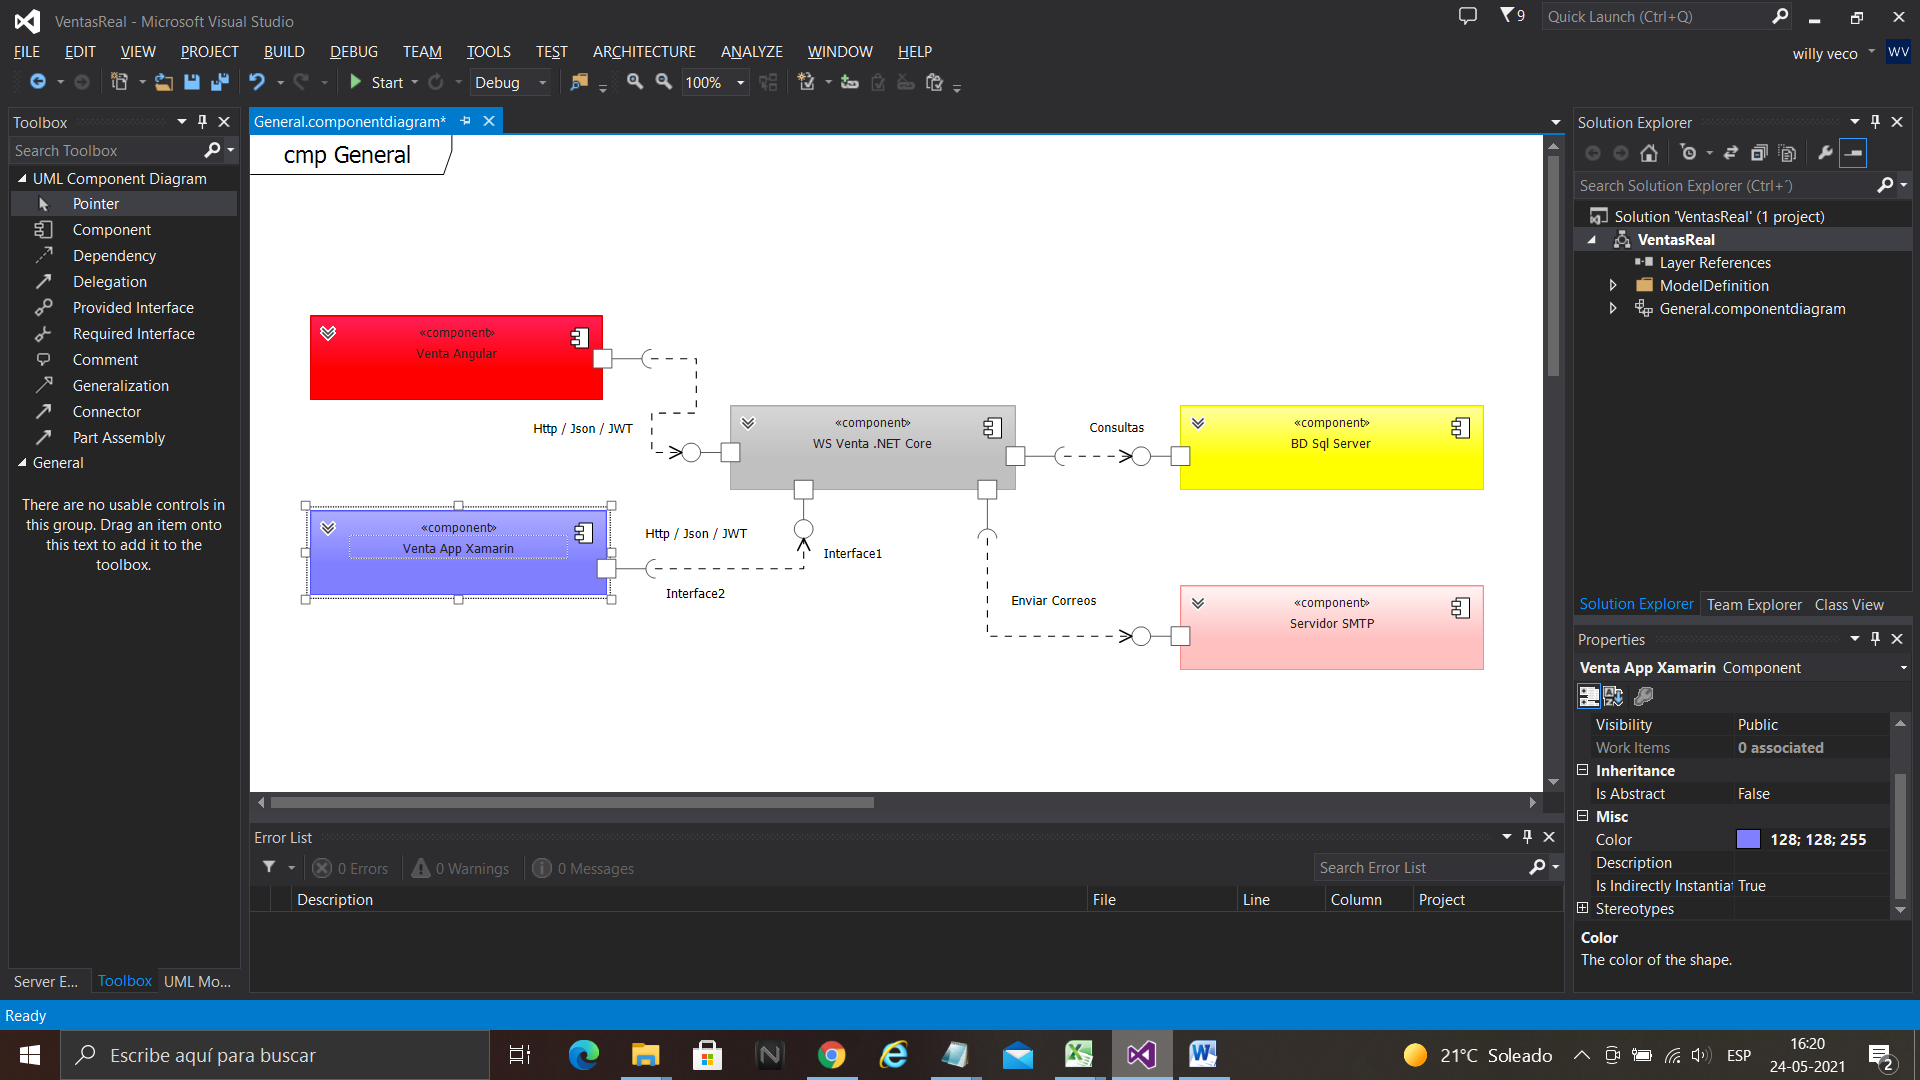 VentasReal - Microsoft Visual Studio
9
Quick Launch (Ctrl+Q)
FILE EDIT VIEW PROJECT BUILD DEBUG TEAM TOOLS TEST ARCHITECTURE ANALYZE WINDOW HELP
willy veco WV
Start Debug 100%
Toolbox
Search Toolbox
UML Component Diagram
Pointer
Component
Dependency
Delegation
Provided Interface
Required Interface
Comment
Generalization
Connector
Part Assembly
General
There are no usable controls in
this group. Drag an item onto
this text to add it to the
toolbox.
Server E... Toolbox UML Mo...
General.componentdiagram*
cmp General
«component»
Venta Angular
Http / Json / JWT
«component»
WS Venta .NET Core
Consultas
«component»
BD Sql Server
«component»
Venta App Xamarin
Http / Json / JWT
Interface1
Interface2
Enviar Correos
«component»
Servidor SMTP
Error List
0 Errors 0 Warnings 0 Messages
Search Error List
Description File Line Column Project
Solution Explorer
Search Solution Explorer (Ctrl+´)
Solution 'VentasReal' (1 project)
VentasReal
Layer References
ModelDefinition
General.componentdiagram
Solution Explorer Team Explorer Class View
Properties
Venta App Xamarin Component
Visibility Public
Work Items 0 associated
Inheritance
Is Abstract False
Misc
Color 128; 128; 255
Description
Is Indirectly Instantiat True
Stereotypes
Color
The color of the shape.
Ready
Escribe aquí para buscar
21°C Soleado
ESP
16:20
24-05-2021
2